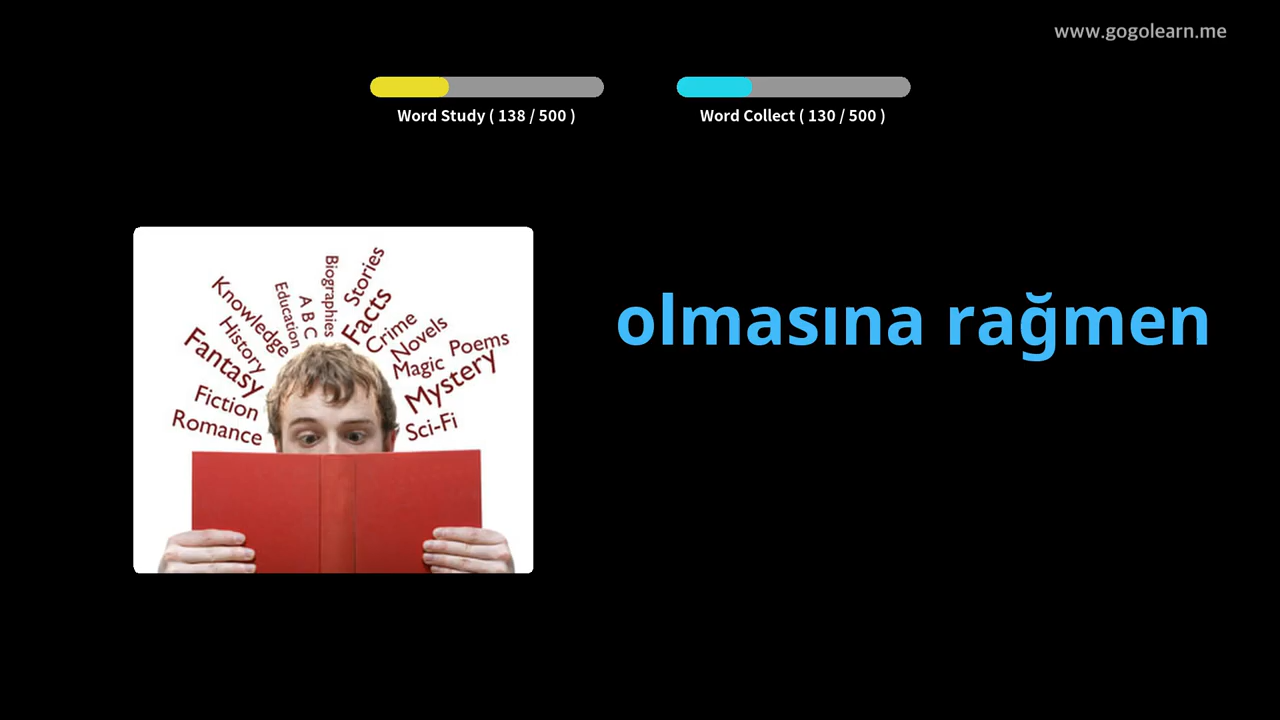 www.gogolearn.me
Word Study ( 138 / 500 )
Word Collect ( 130 / 500 )
olmasına rağmen
Knowledge
Education
A B C
Biographies
Stories
Facts
History
Crime
Novels
Fantasy
Magic
Poems
Mystery
Fiction
Romance
Sci-Fi